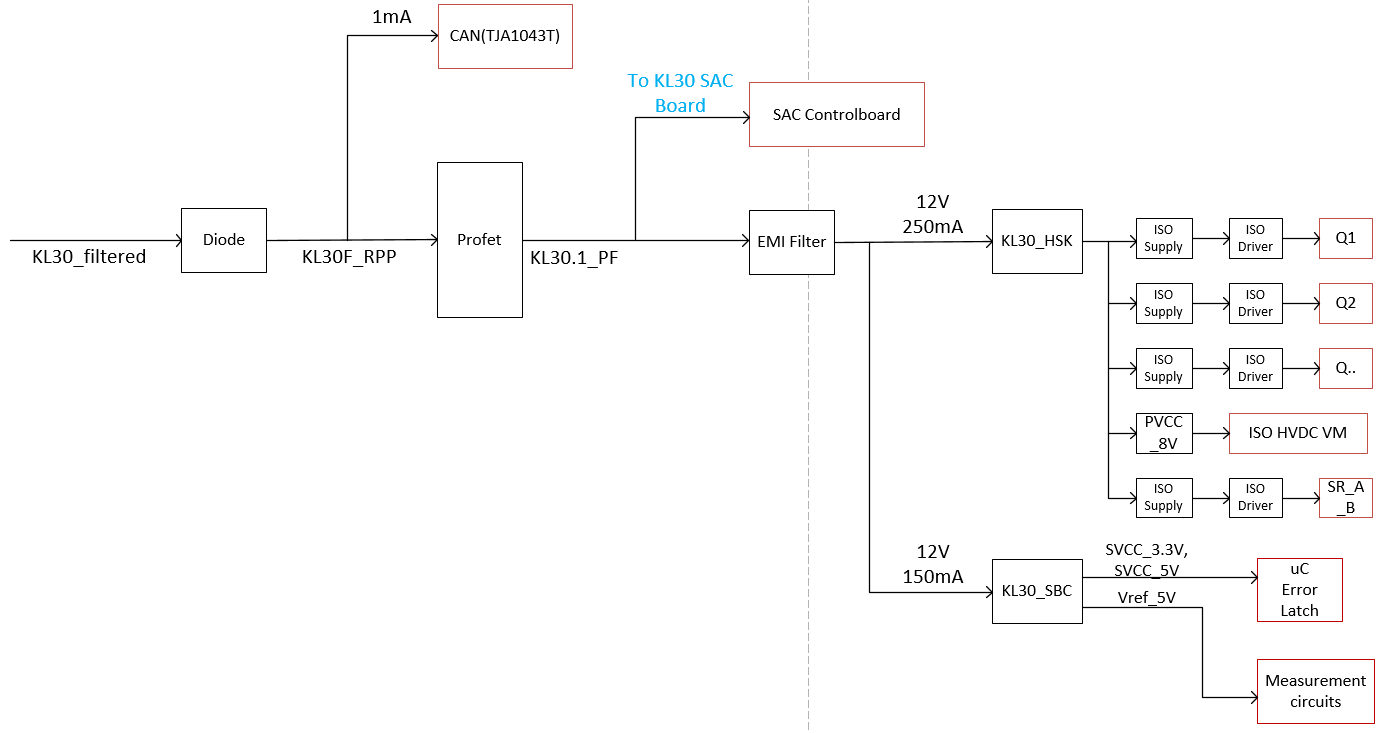 1mA
CAN(TJA1043T)
To KL30 SAC
Board
SAC Controlboard
KL30_filtered
Diode
KL30F_RPP
Profet
KL30.1_PF
EMI Filter
12V
250mA
KL30_HSK
ISO
Supply
ISO
Driver
Q1
ISO
Supply
ISO
Driver
Q2
ISO
Supply
ISO
Driver
Q..
PVCC
_8V
ISO HVDC VM
ISO
Supply
ISO
Driver
SR_A
_B
12V
150mA
KL30_SBC
SVCC_3.3V,
SVCC_5V
Vref_5V
uC
Error
Latch
Measurement
circuits